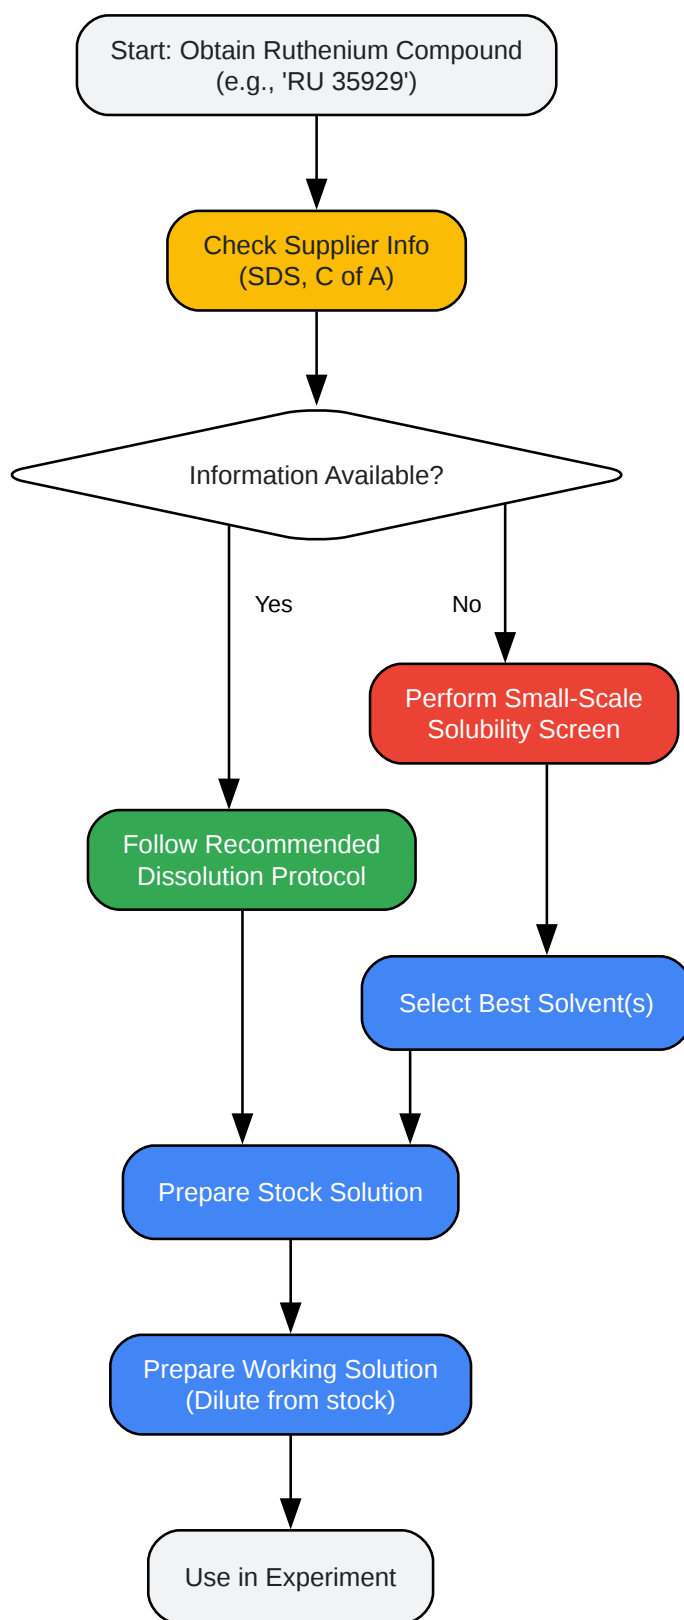 Start: Obtain Ruthenium Compound
(e.g., 'RU 35929')
Check Supplier Info
(SDS, C of A)
Information Available?
Yes
No
Perform Small-Scale
Solubility Screen
Follow Recommended
Dissolution Protocol
Select Best Solvent(s)
Prepare Stock Solution
Prepare Working Solution
(Dilute from stock)
Use in Experiment